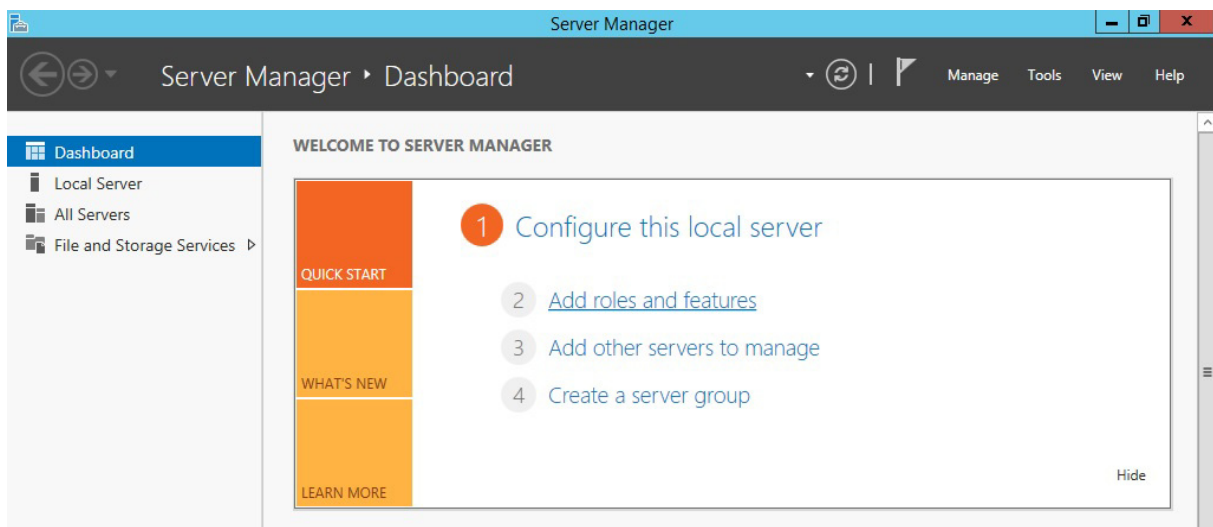 Server Manager
Server Manager ‣ Dashboard
Manage Tools View Help
Dashboard
Local Server
All Servers
File and Storage Services
WELCOME TO SERVER MANAGER
QUICK START
WHAT'S NEW
LEARN MORE
1 Configure this local server
2 Add roles and features
3 Add other servers to manage
4 Create a server group
Hide